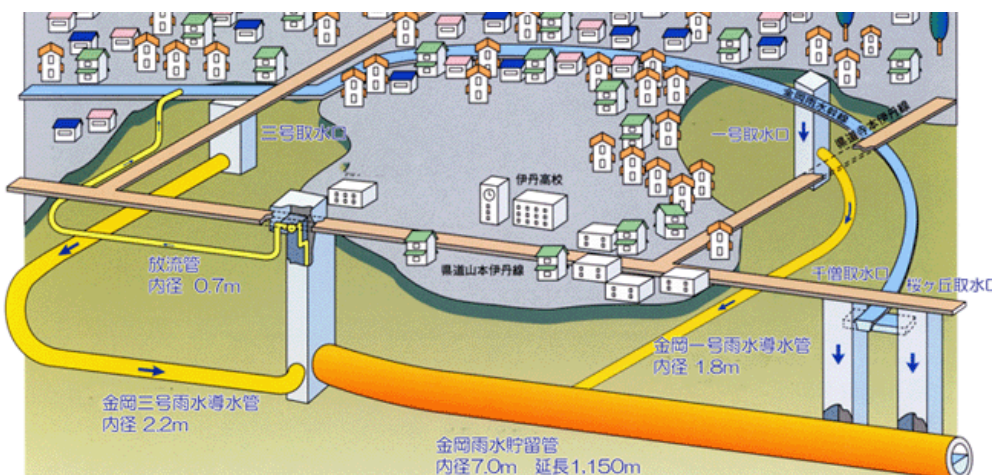 金岡雨水幹線
県道寺本伊丹線
三号取水口
一号取水口
伊丹高校
放流管
内径 0.7m
県道山本伊丹線
千僧取水口
桜ヶ丘取水口
金岡一号雨水導水管
内径 1.8m
金岡三号雨水導水管
内径 2.2m
金岡雨水貯留管
内径7.0m 延長1,150m